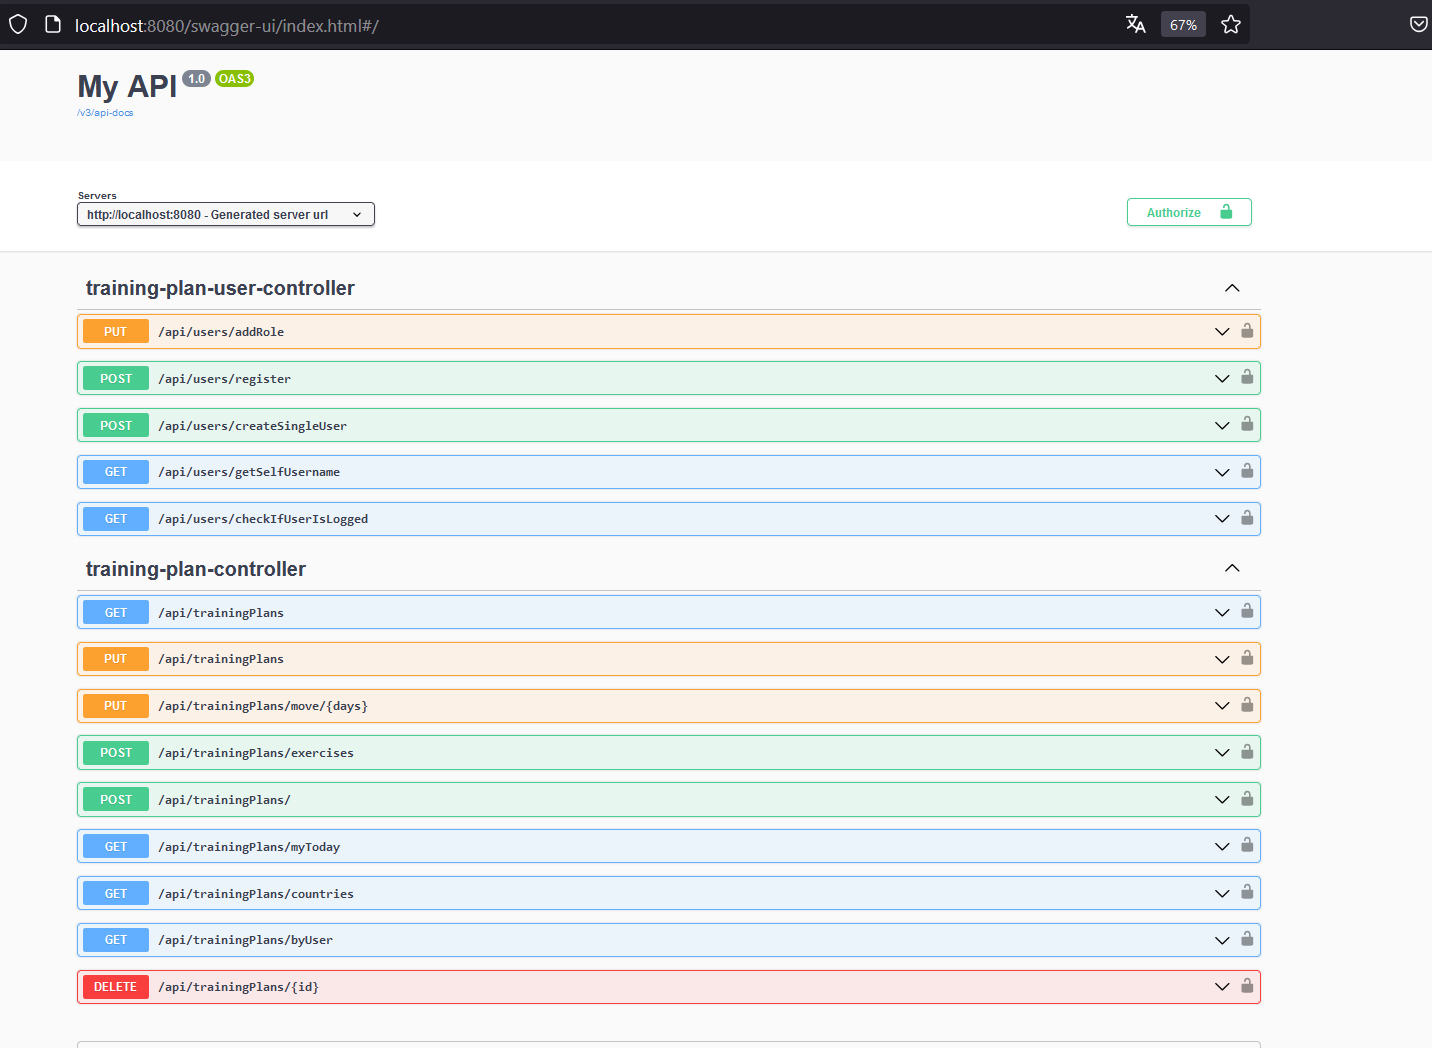 localhost:8080/swagger-ui/index.html#/
67%
My API 1.0 OAS3
/v3/api-docs
Servers
http://localhost:8080 - Generated server url
Authorize
training-plan-user-controller
PUT /api/users/addRole
POST /api/users/register
POST /api/users/createSingleUser
GET /api/users/getSelfUsername
GET /api/users/checkIfUserIsLogged
training-plan-controller
GET /api/trainingPlans
PUT /api/trainingPlans
PUT /api/trainingPlans/move/{days}
POST /api/trainingPlans/exercises
POST /api/trainingPlans/
GET /api/trainingPlans/myToday
GET /api/trainingPlans/countries
GET /api/trainingPlans/byUser
DELETE /api/trainingPlans/{id}